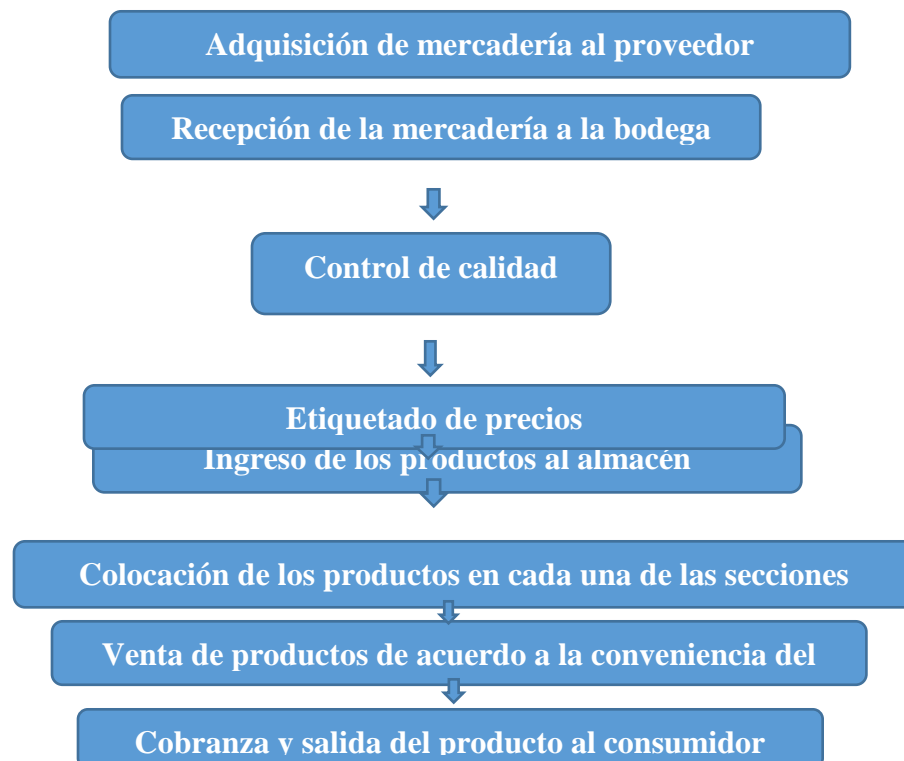 Adquisición de mercadería al proveedor
Recepción de la mercadería a la bodega
Control de calidad
Etiquetado de precios
Ingreso de los productos al almacén
Colocación de los productos en cada una de las secciones
Venta de productos de acuerdo a la conveniencia del
Cobranza y salida del producto al consumidor